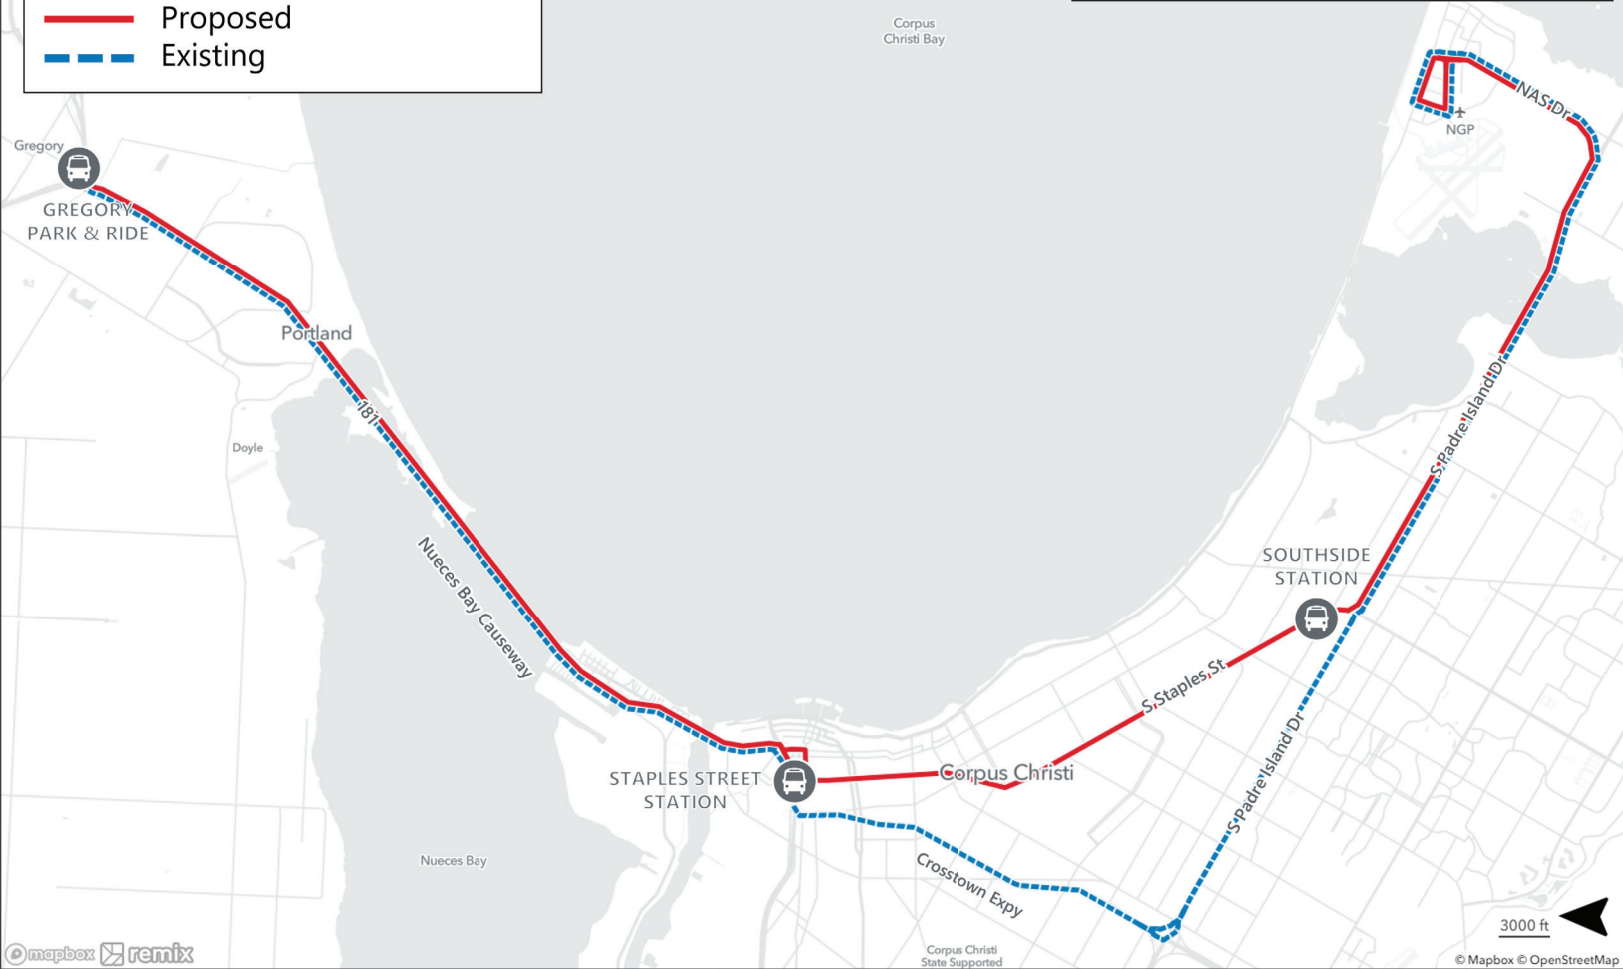 Proposed
Existing
Corpus
Christi Bay
NAS Dr
NGP
Gregory
GREGORY
PARK & RIDE
Portland
181
Doyle
S Padre Island Dr
Nueces Bay Causeway
SOUTHSIDE
STATION
S Staples St
Corpus Christi
STAPLES STREET
STATION
S Padre Island Dr
Nueces Bay
Crosstown Expy
3000 ft
Corpus Christi
State Supported
mapbox remix
© Mapbox © OpenStreetMap